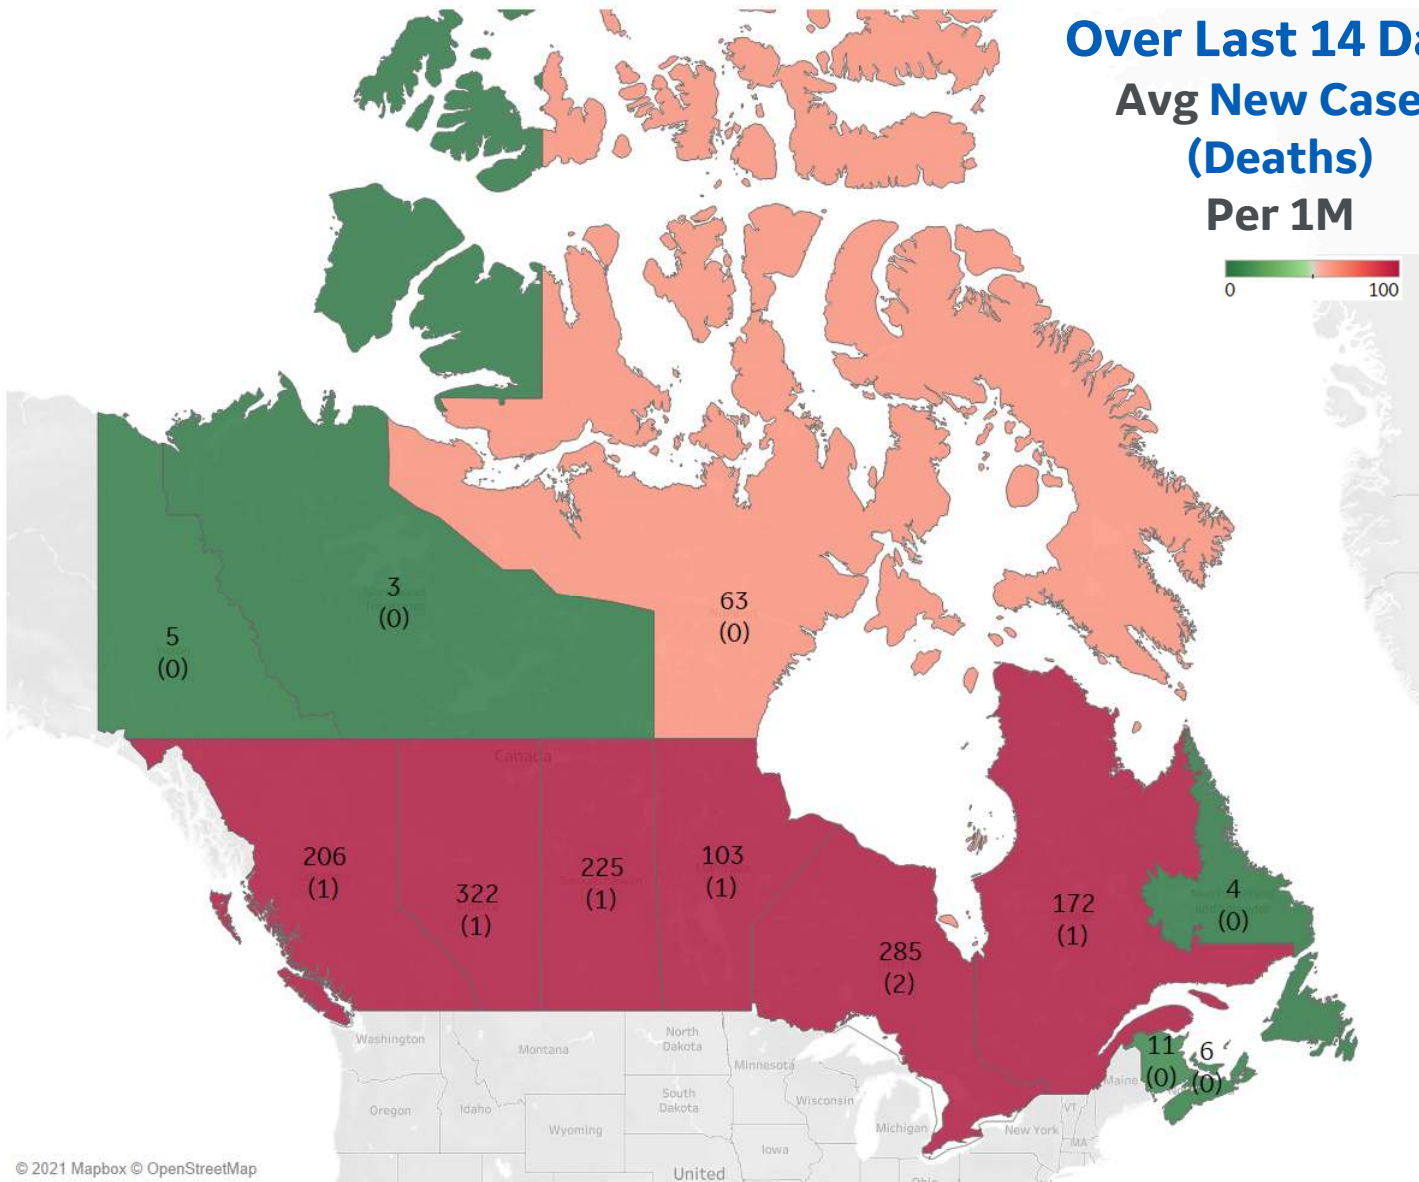 Over Last 14 Da
Avg New Case
(Deaths)
Per 1M
0
100
3
(0)
63
(0)
5
(0)
Canada
206
(1)
322
(1)
225
(1)
103
(1)
285
(2)
172
(1)
4
(0)
11
(0)
6
(0)
Washington
Montana
North
Dakota
Minnesota
Oregon
Idaho
South
Dakota
Wisconsin
Wyoming
Michigan
New York
VT
MA
Maine
Iowa
United
Ohio
© 2021 Mapbox © OpenStreetMap